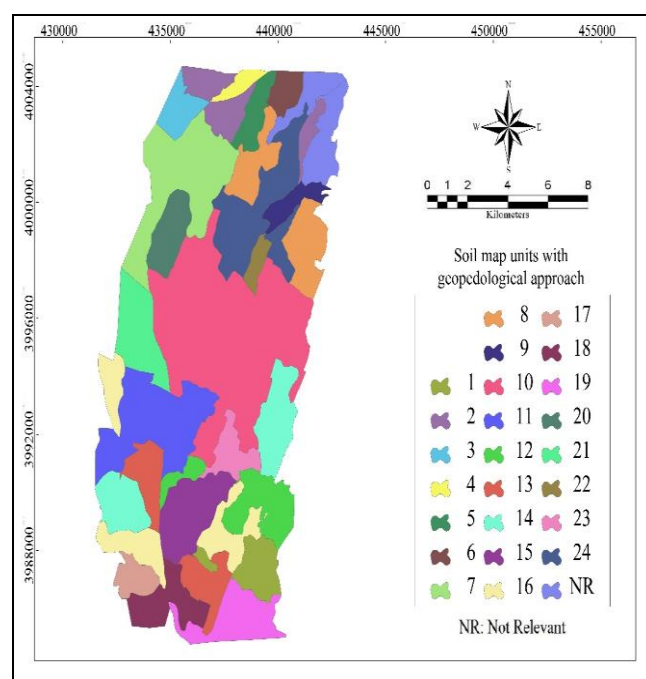 430000 435000 440000 445000 450000 455000
4004000
4000000
3996000
3992000
3988000
N
W E
S
0 1 2 4 6 8
Kilometers
Soil map units with
geopedological approach
8 17
9 18
1 10 19
2 11 20
3 12 21
4 13 22
5 14 23
6 15 24
7 16 NR
NR: Not Relevant